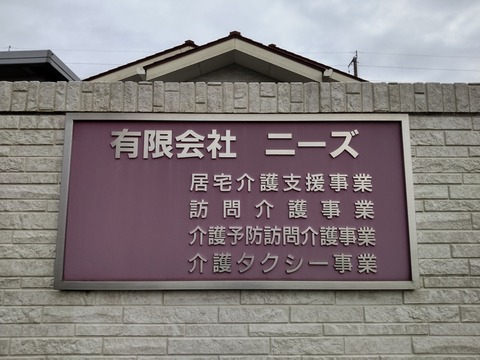 有限会社 ニーズ
居宅介護支援事業
訪問介護事業
介護予防訪問介護事業
介護タクシー事業